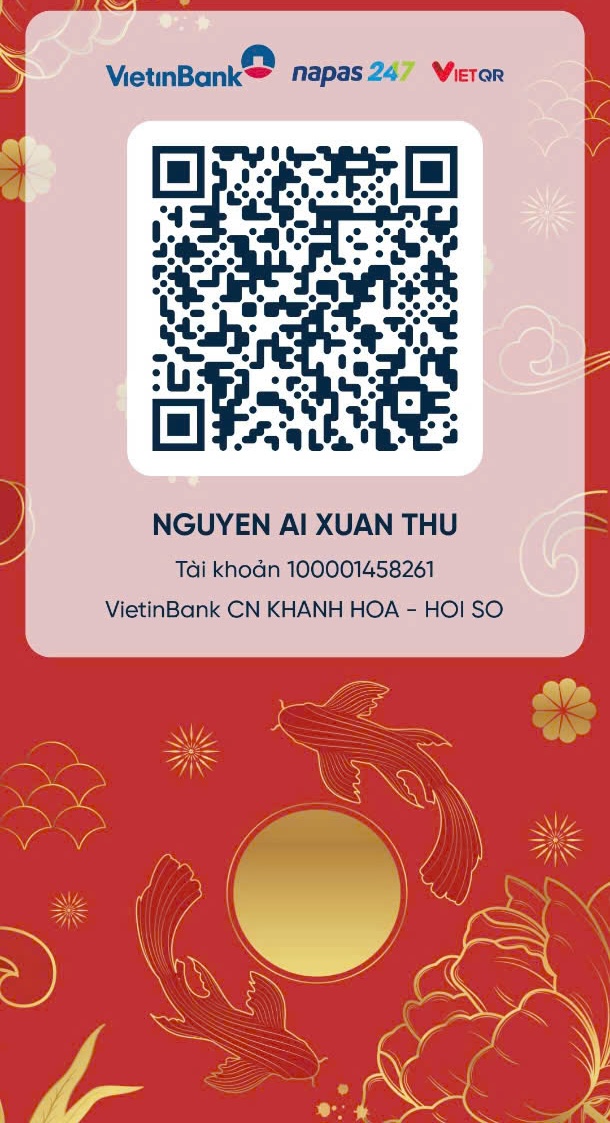 VietinBank napas 247 VIETQR
NGUYEN AI XUAN THU
Tài khoản 100001458261
VietinBank CN KHANH HOA - HOI SO